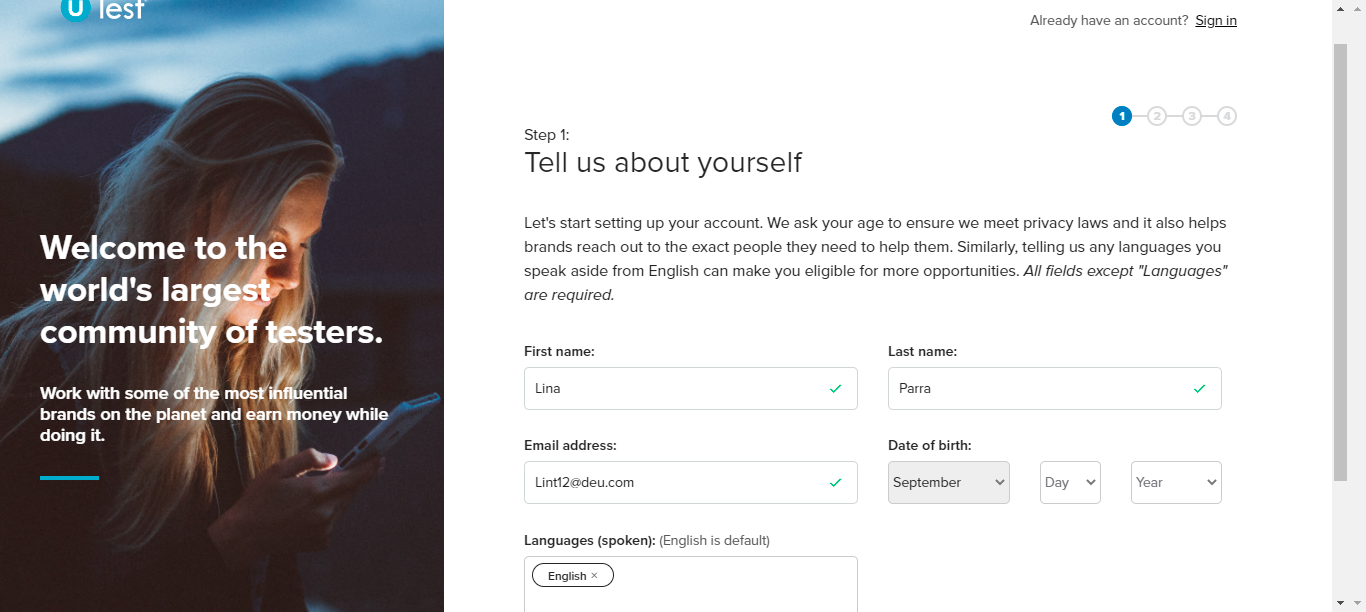 U Test
Already have an account? Sign in
1 2 3 4
Step 1:
Tell us about yourself
Let's start setting up your account. We ask your age to ensure we meet privacy laws and it also helps
brands reach out to the exact people they need to help them. Similarly, telling us any languages you
speak aside from English can make you eligible for more opportunities. All fields except "Languages"
are required.
Welcome to the
world's largest
community of testers.
Work with some of the most influential
brands on the planet and earn money while
doing it.
First name:
Last name:
Lina
Parra
Email address:
Date of birth:
Lint12@deu.com
September
Day
Year
Languages (spoken): (English is default)
English ×